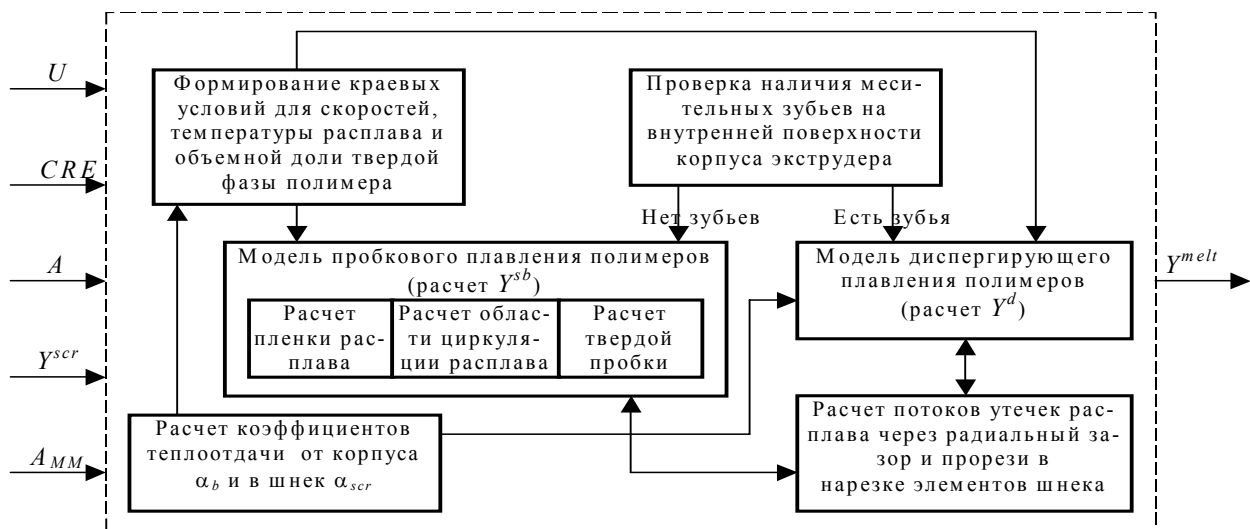 U
CRE
A
Y^scr
A_MM
Формирование краевых
условий для скоростей,
температуры расплава и
объемной доли твердой
фазы полимера
Проверка наличия меси-
тельных зубьев на
внутренней поверхности
корпуса экструдера
Нет зубьев
Есть зубья
Модель пробкового плавления полимеров
(расчет Y^sb)
Расчет
пленки рас-
плава
Расчет облас-
ти циркуля-
ции расплава
Расчет
твердой
пробки
Модель диспергирующего
плавления полимеров
(расчет Y^d)
Y^melt
Расчет коэффициентов
теплоотдачи от корпуса
α_b и в шнек α_scr
Расчет потоков утечек рас-
плава через радиальный за-
зор и прорези в
нарезке элементов шнека